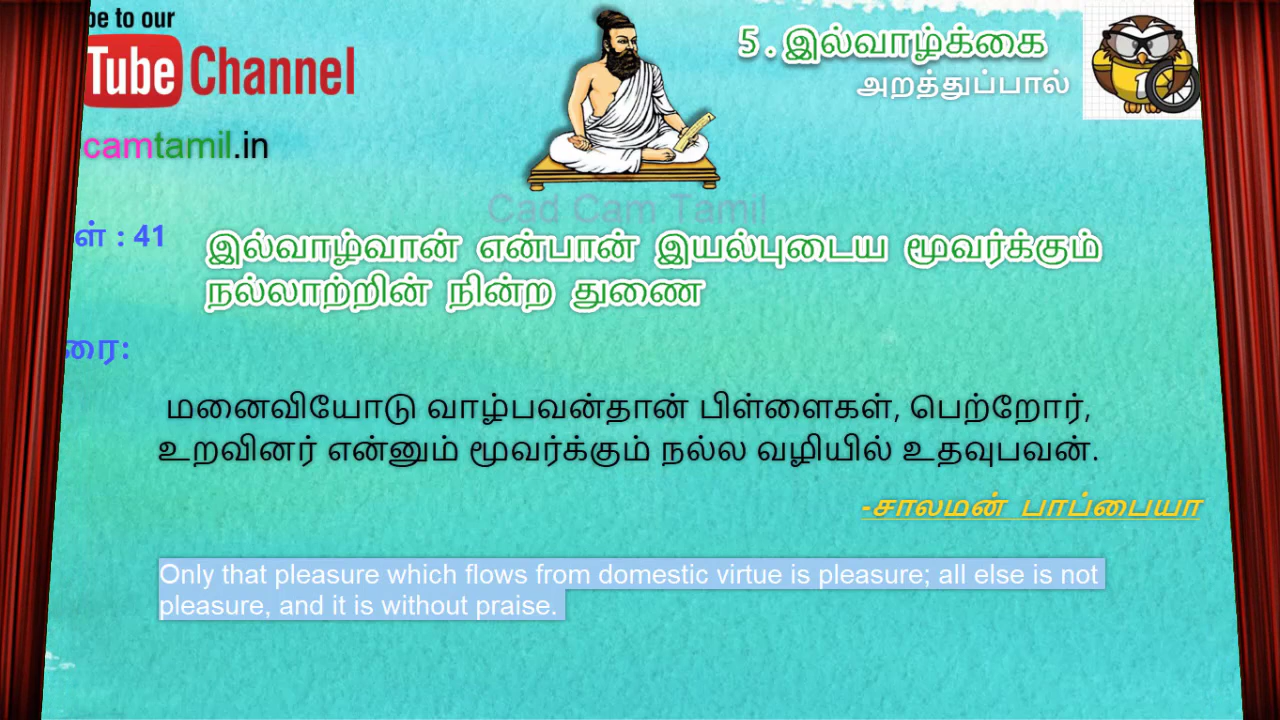 be to our
Tube Channel
camtamil.in
5 . இல்வாழ்க்கை
அறத்துப்பால்
1
Cad Cam Tamil
ள் : 41
இல்வாழ்வான் என்பான் இயல்புடைய மூவர்க்கும்
நல்லாற்றின் நின்ற துணை
ரை:
மனைவியோடு வாழ்பவன்தான் பிள்ளைகள், பெற்றோர்,
உறவினர் என்னும் மூவர்க்கும் நல்ல வழியில் உதவுபவன்.
-சாலமன் பாப்பையா
Only that pleasure which flows from domestic virtue is pleasure; all else is not
pleasure, and it is without praise.